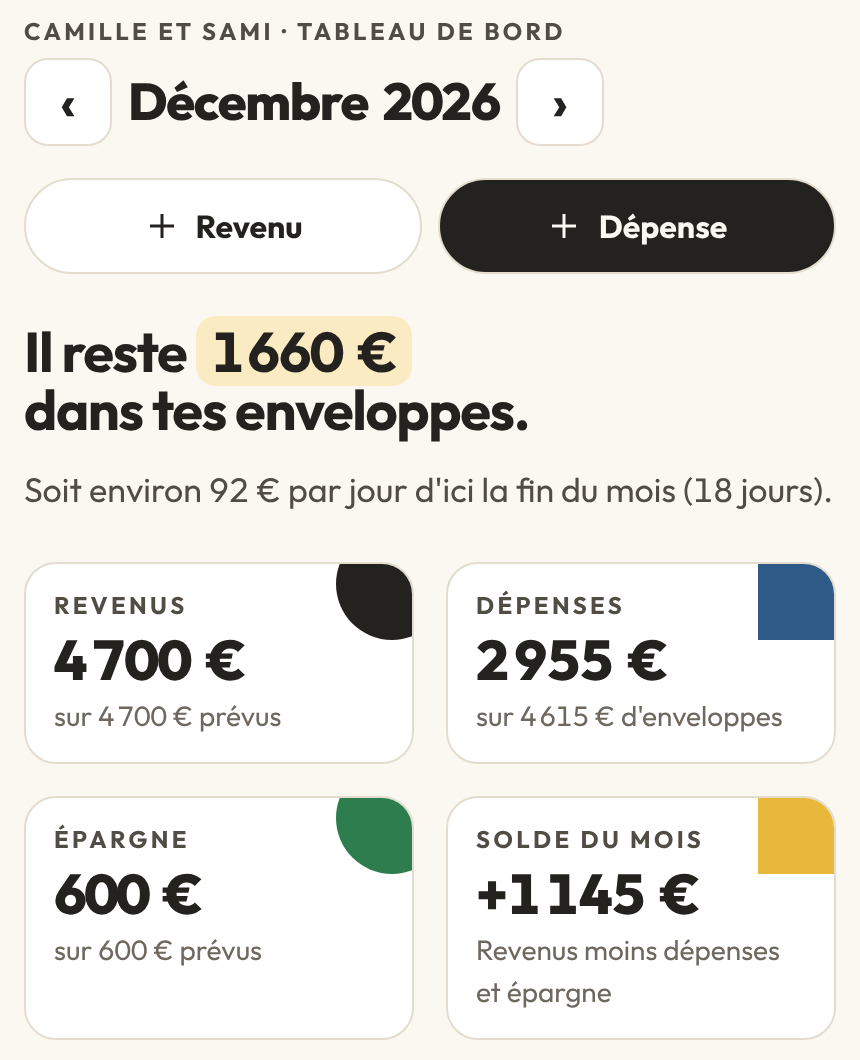 CAMILLE ET SAMI · TABLEAU DE BORD
‹ Décembre 2026 ›
+ Revenu
+ Dépense
Il reste 1 660 €
dans tes enveloppes.
Soit environ 92 € par jour d'ici la fin du mois (18 jours).
REVENUS
4 700 €
sur 4 700 € prévus
DÉPENSES
2 955 €
sur 4 615 € d'enveloppes
ÉPARGNE
600 €
sur 600 € prévus
SOLDE DU MOIS
+1 145 €
Revenus moins dépenses
et épargne